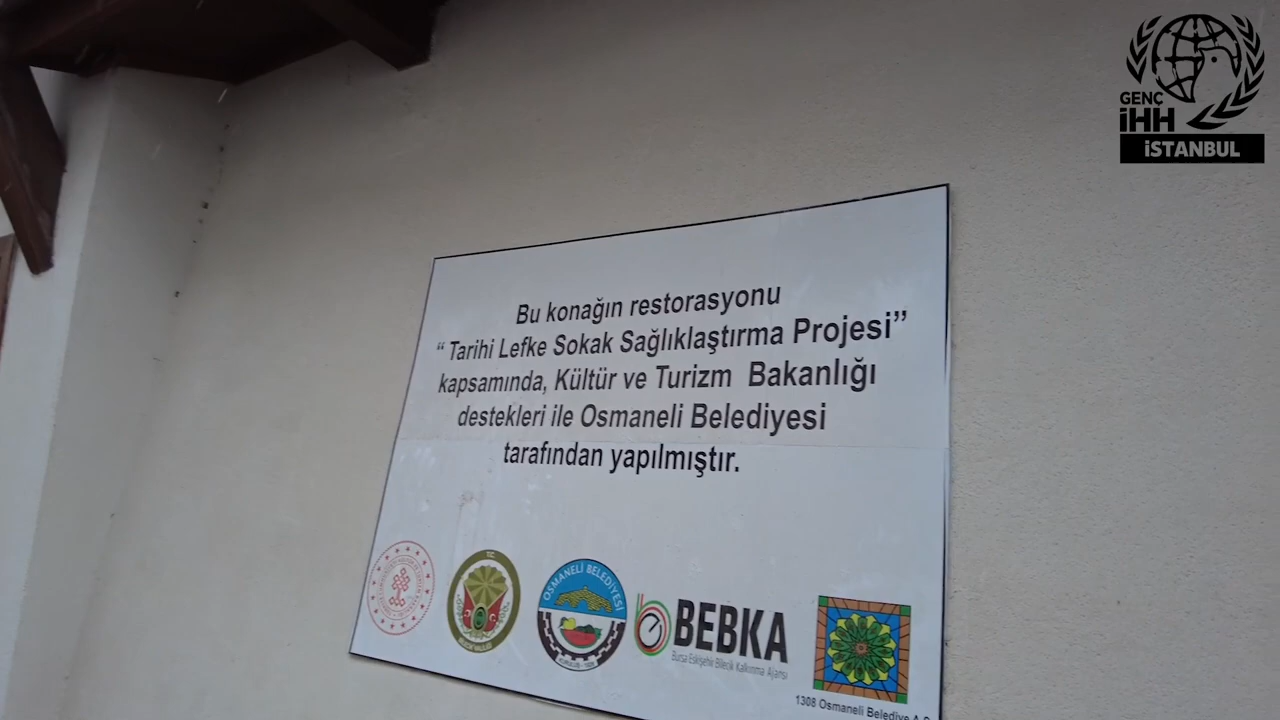 GENÇ
İHH
İSTANBUL
Bu konağın restorasyonu
“ Tarihi Lefke Sokak Sağlıklaştırma Projesi”
kapsamında, Kültür ve Turizm Bakanlığı
destekleri ile Osmaneli Belediyesi
tarafından yapılmıştır.
T.C.
OSMANELİ BELEDİYESİ
BEBKA
Bursa Eskişehir Bilecik Kalkınma Ajansı
1308 Osmaneli Belediye A.Ş.